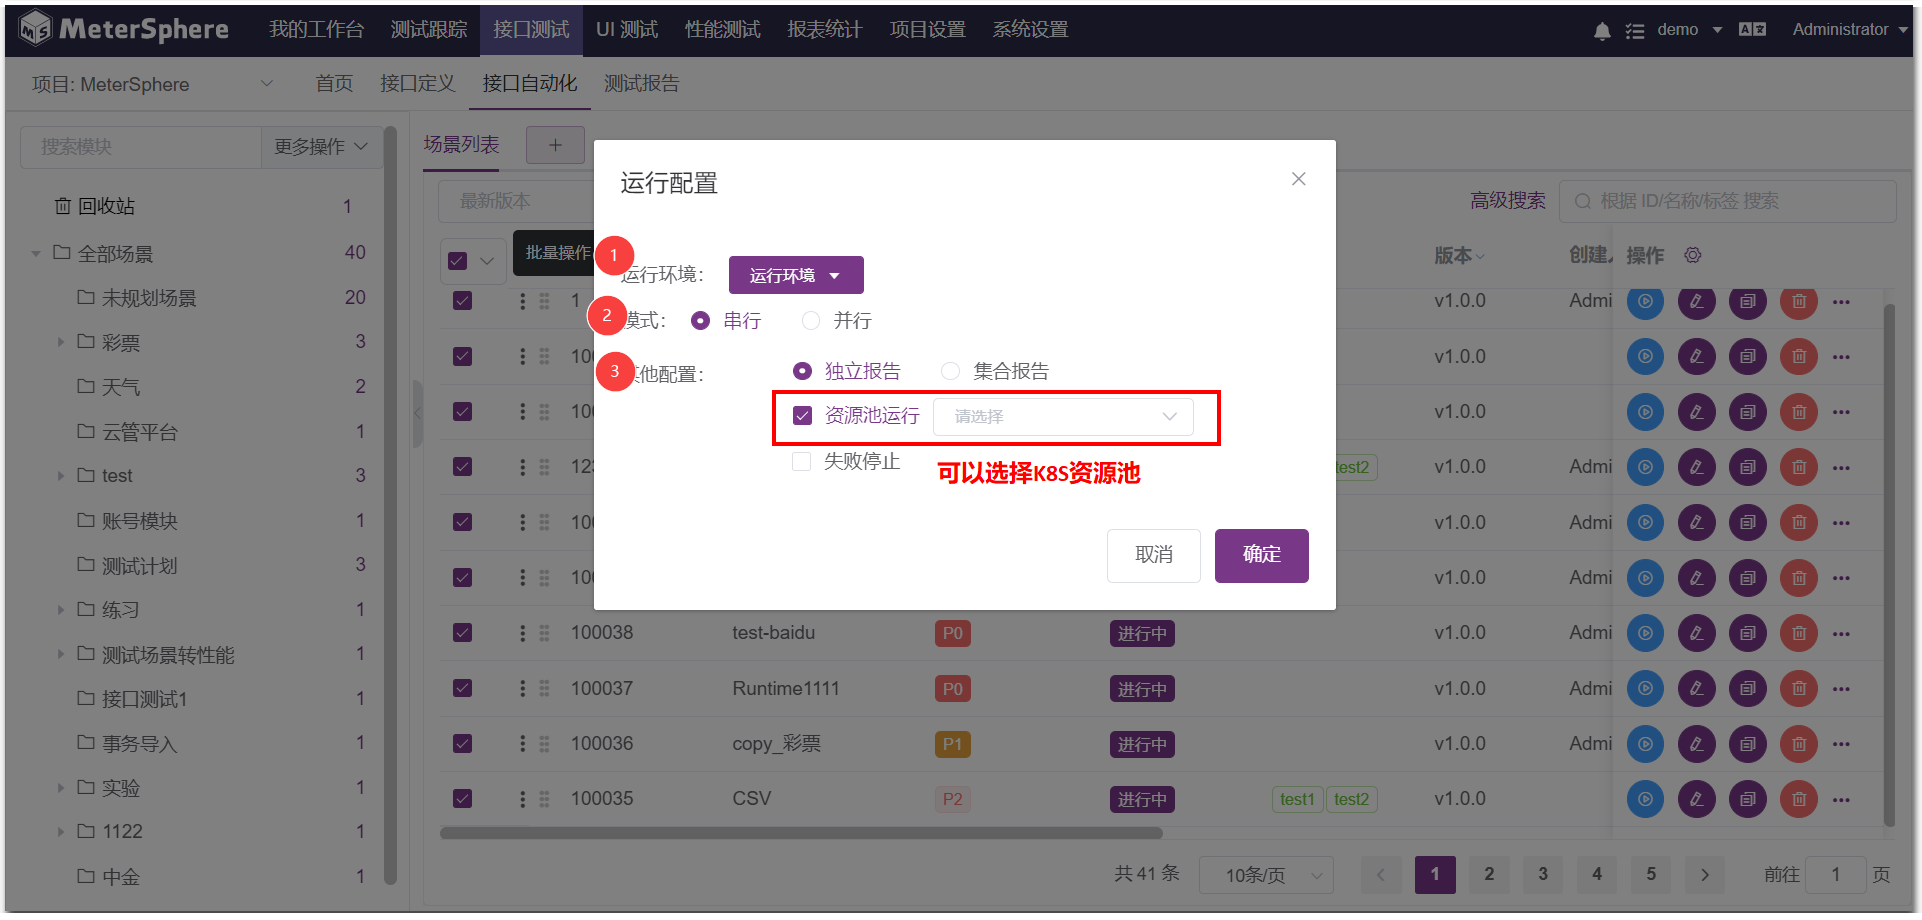 MeterSphere 我的工作台 测试跟踪 接口测试 UI 测试 性能测试 报表统计 项目设置 系统设置 demo Administrator
项目: MeterSphere 首页 接口定义 接口自动化 测试报告
搜索模块 更多操作
回收站 1
全部场景 40
未规划场景 20
彩票 3
天气 2
云管平台 1
test 3
账号模块 1
测试计划 3
练习 1
测试场景转性能 1
接口测试1 1
事务导入 1
实验 1
1122 1
中金 1
场景列表 +
最新版本 高级搜索 根据 ID/名称/标签 搜索
批量操作 版本 创建人 操作
1 v1.0.0 Admi
10 v1.0.0
10 v1.0.0
12 test2 v1.0.0 Admi
10 v1.0.0 Admi
10 v1.0.0 Admi
100038 test-baidu P0 进行中 v1.0.0 Admi
100037 Runtime1111 P0 进行中 v1.0.0 Admi
100036 copy_彩票 P1 进行中 v1.0.0 Admi
100035 CSV P2 进行中 test1 test2 v1.0.0
共 41 条 10条/页 1 2 3 4 5 前往 1 页
运行配置
1 运行环境: 运行环境
2 模式: 串行 并行
3 其他配置: 独立报告 集合报告
资源池运行 请选择
失败停止
可以选择K8S资源池
取消 确定